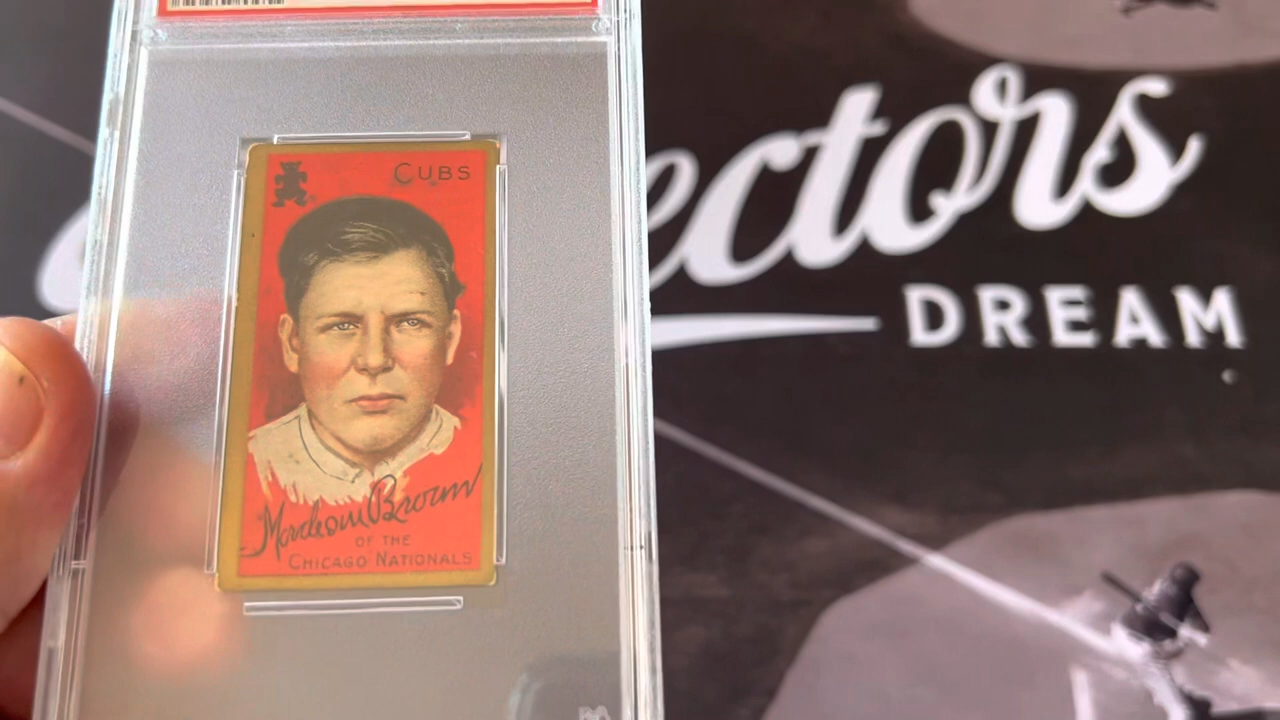 CUBS
Mordecai Brown
OF THE
CHICAGO NATIONALS
ectors
DREAM